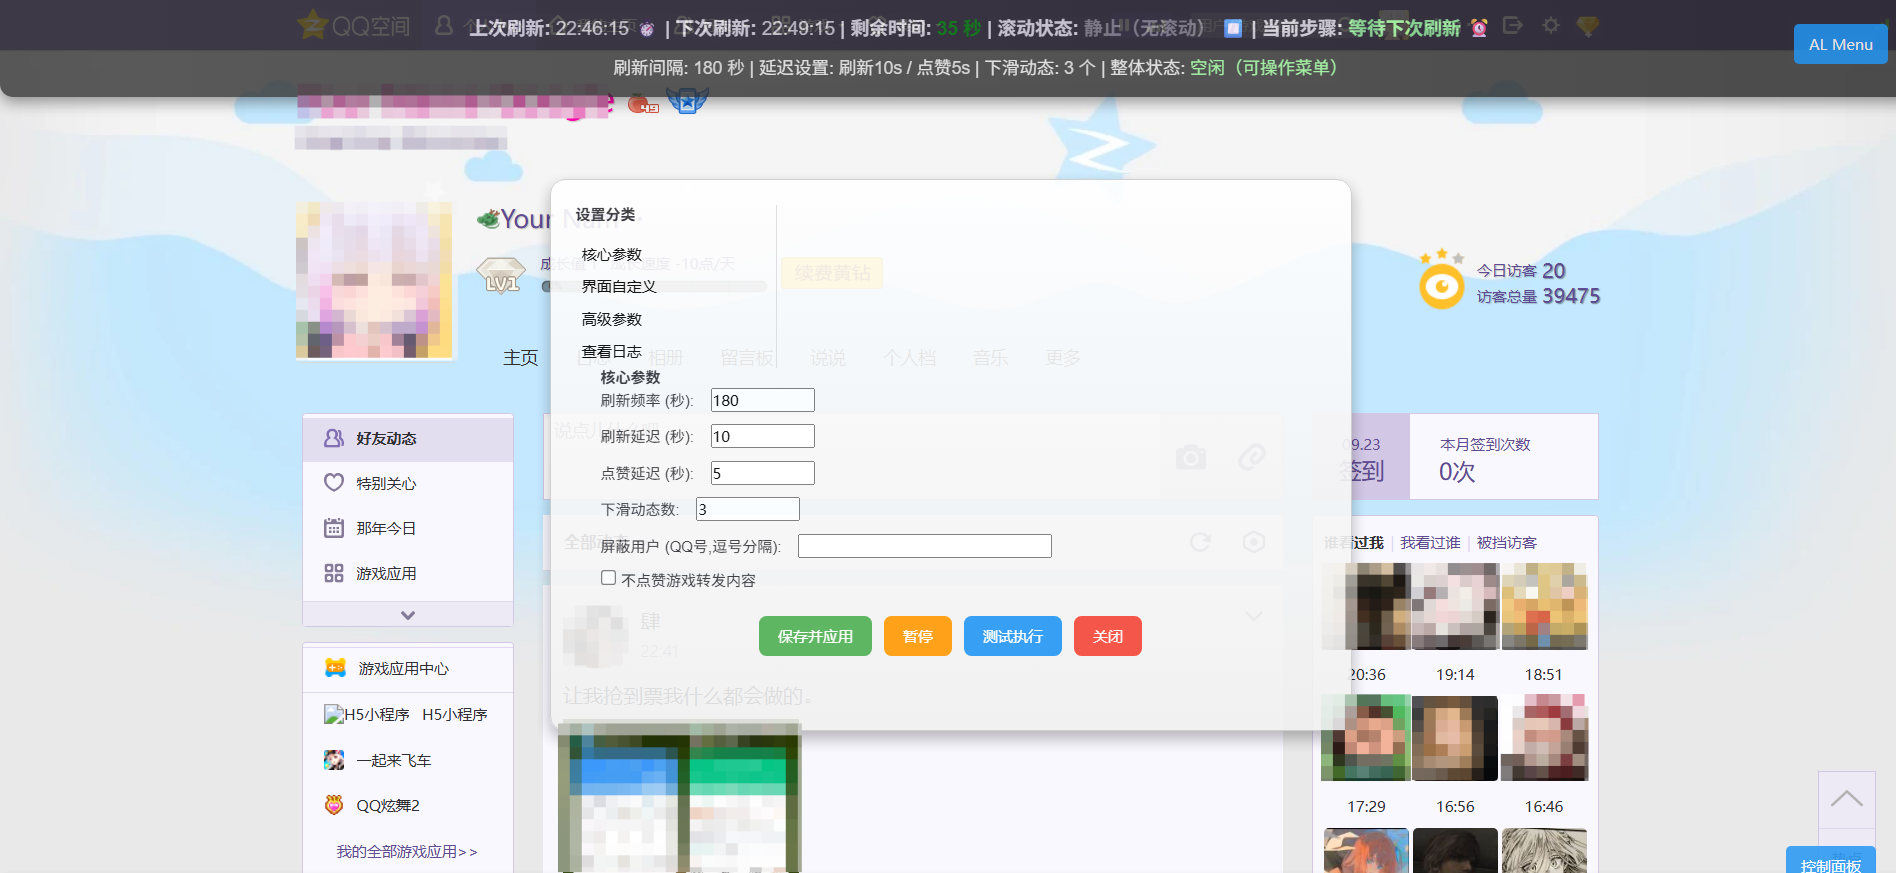 QQ空间
上次刷新: 22:46:15 | 下次刷新: 22:49:15 | 剩余时间: 35 秒 | 滚动状态: 静止（无滚动） | 当前步骤: 等待下次刷新
AL Menu
刷新间隔: 180 秒 | 延迟设置: 刷新10s / 点赞5s | 下滑动态: 3 个 | 整体状态: 空闲（可操作菜单）
49
Your Nam
LV1
成长速度 -10点/天
续费黄钻
今日访客 20
访客总量 39475
主页
相册
留言板
说说
个人档
音乐
更多
设置分类
核心参数
界面自定义
高级参数
查看日志
核心参数
刷新频率 (秒): 180
刷新延迟 (秒): 10
点赞延迟 (秒): 5
下滑动态数: 3
屏蔽用户 (QQ号,逗号分隔):
不点赞游戏转发内容
保存并应用
暂停
测试执行
关闭
好友动态
特别关心
那年今日
游戏应用
游戏应用中心
H5小程序 H5小程序
一起来飞车
QQ炫舞2
我的全部游戏应用>>
肆
22:41
让我抢到票我什么都会做的。
09.23
签到
本月签到次数
0次
谁看过我 | 我看过谁 | 被挡访客
20:36
19:14
18:51
17:29
16:56
16:46
控制面板